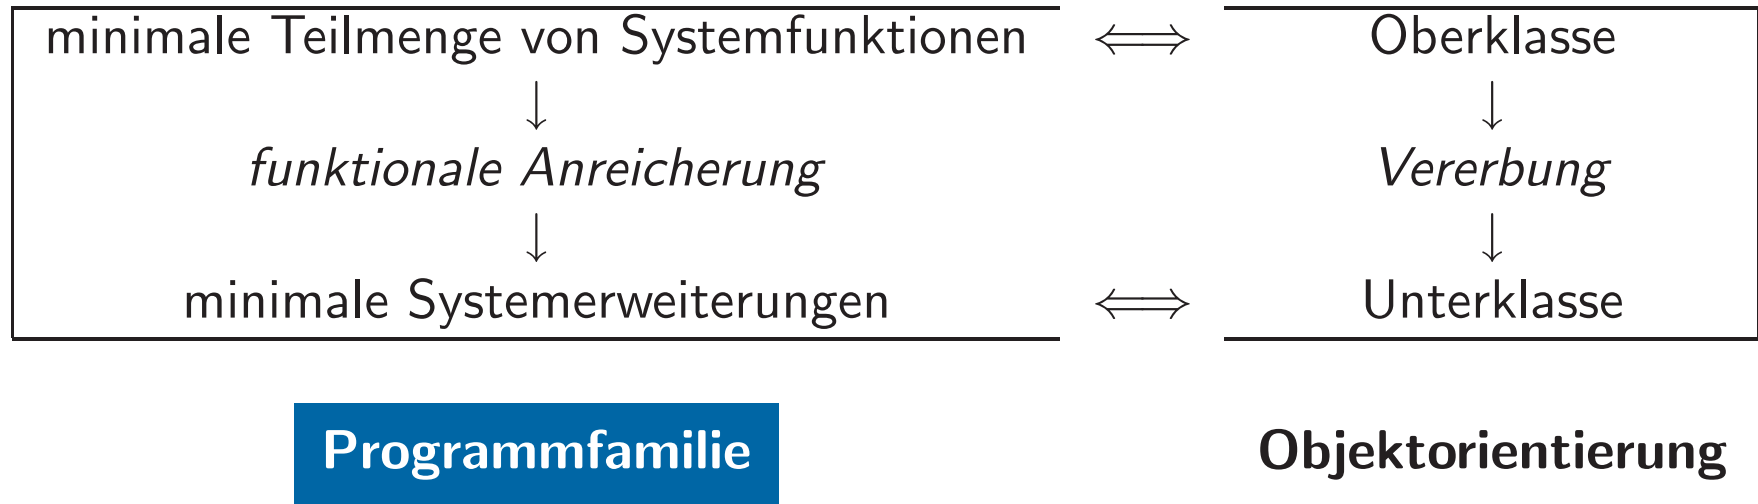 minimale Teilmenge von Systemfunktionen ⟺ Oberklasse
↓ ↓
funktionale Anreicherung Vererbung
↓ ↓
minimale Systemerweiterungen ⟺ Unterklasse
Programmfamilie Objektorientierung